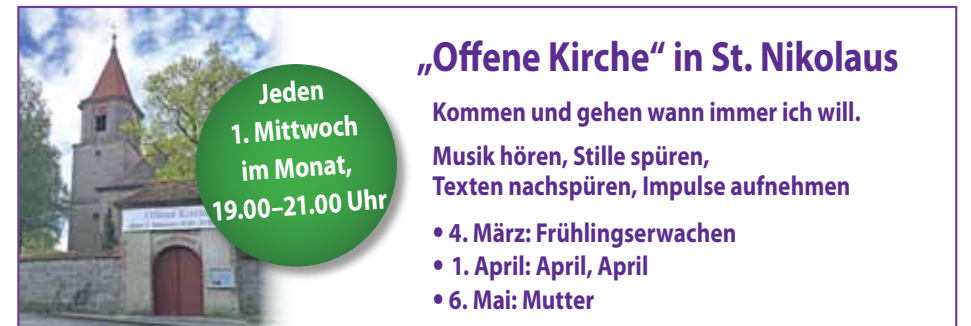 Jeden
1. Mittwoch
im Monat,
19.00–21.00 Uhr
Offene Kirche
„Offene Kirche“ in St. Nikolaus
Kommen und gehen wann immer ich will.
Musik hören, Stille spüren,
Texten nachspüren, Impulse aufnehmen
• 4. März: Frühlingserwachen
• 1. April: April, April
• 6. Mai: Mutter